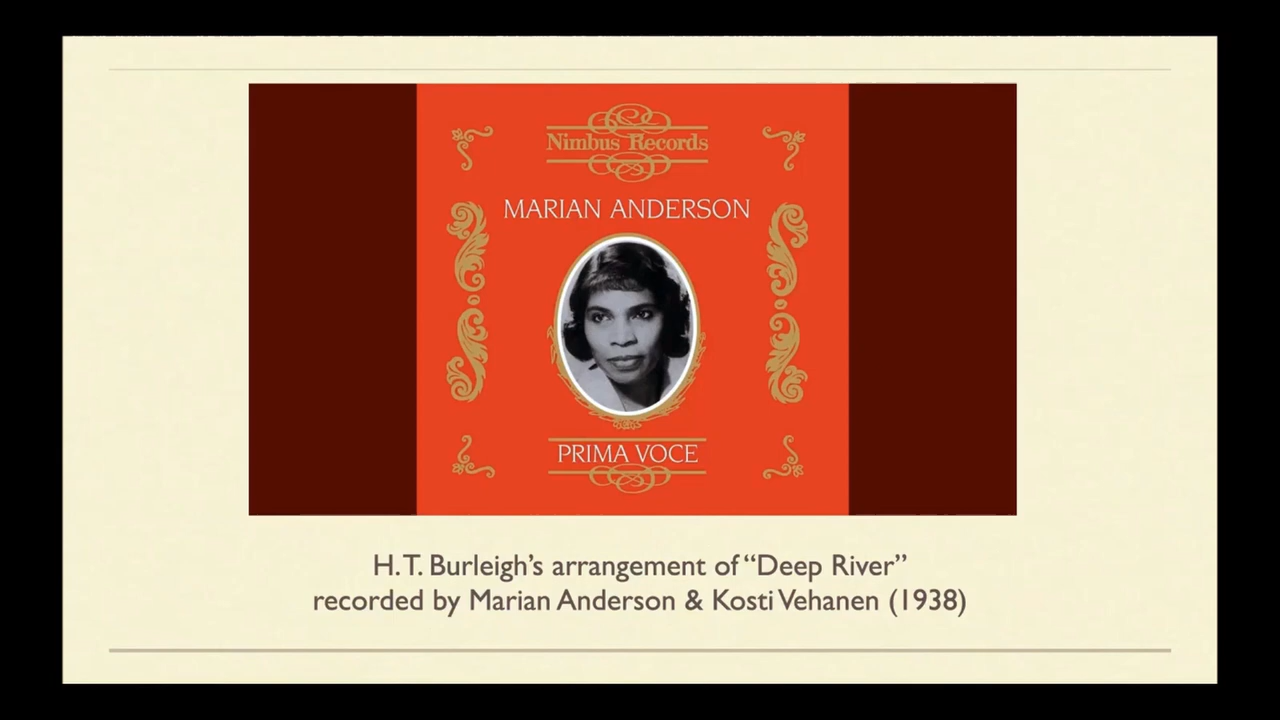 Nimbus Records
MARIAN ANDERSON
PRIMA VOCE
H.T. Burleigh’s arrangement of “Deep River”
recorded by Marian Anderson & Kosti Vehanen (1938)